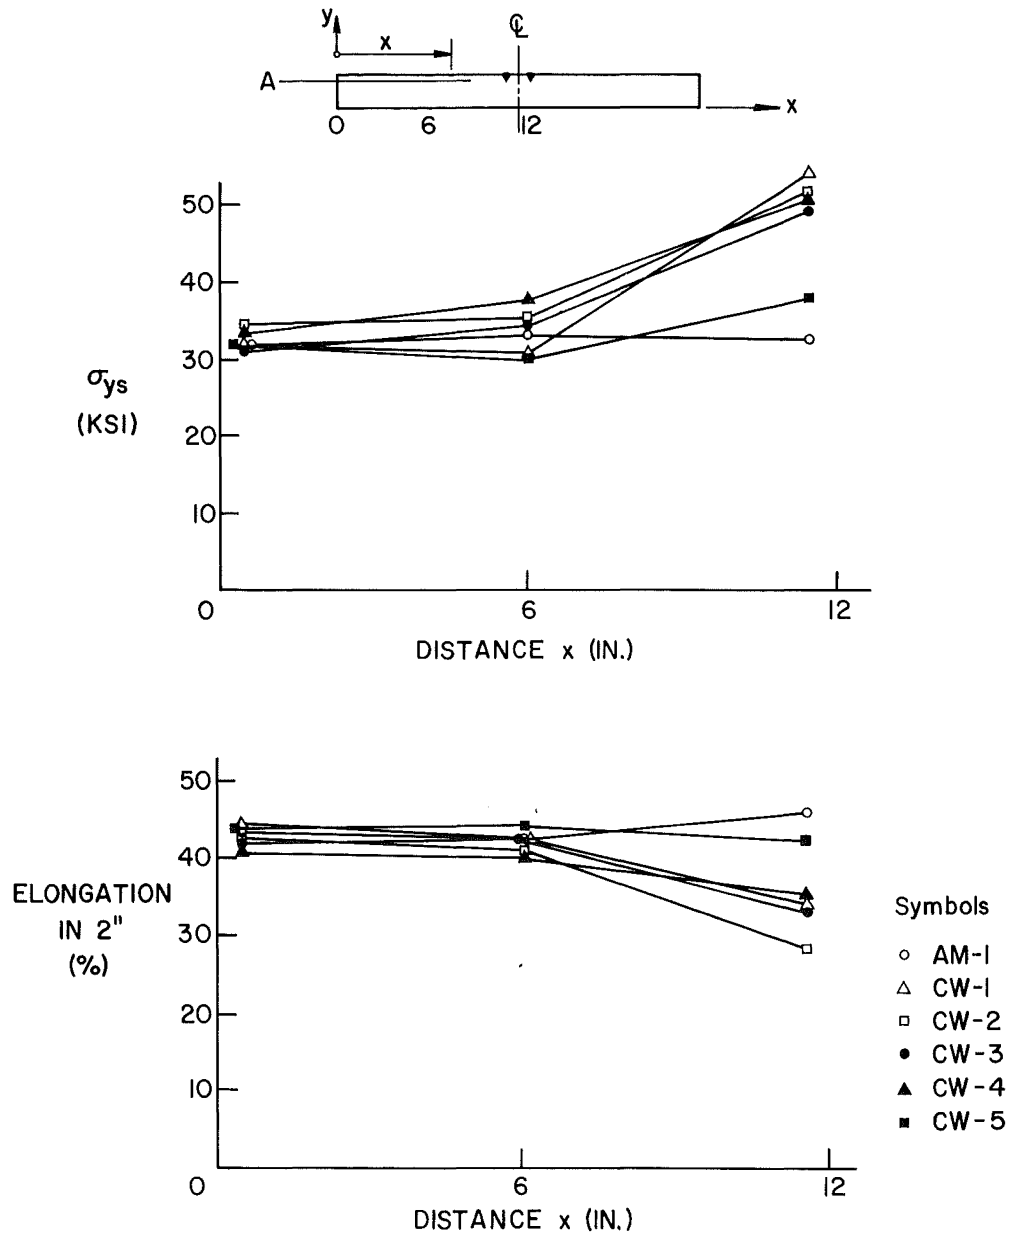 y
x
℄
A
x
0 6 12
50
40
30
20
10
σys
(KSI)
0 6 12
DISTANCE x (IN.)
50
40
30
20
10
ELONGATION
IN 2"
(%)
0 6 12
DISTANCE x (IN.)
Symbols
AM-1
CW-1
CW-2
CW-3
CW-4
CW-5